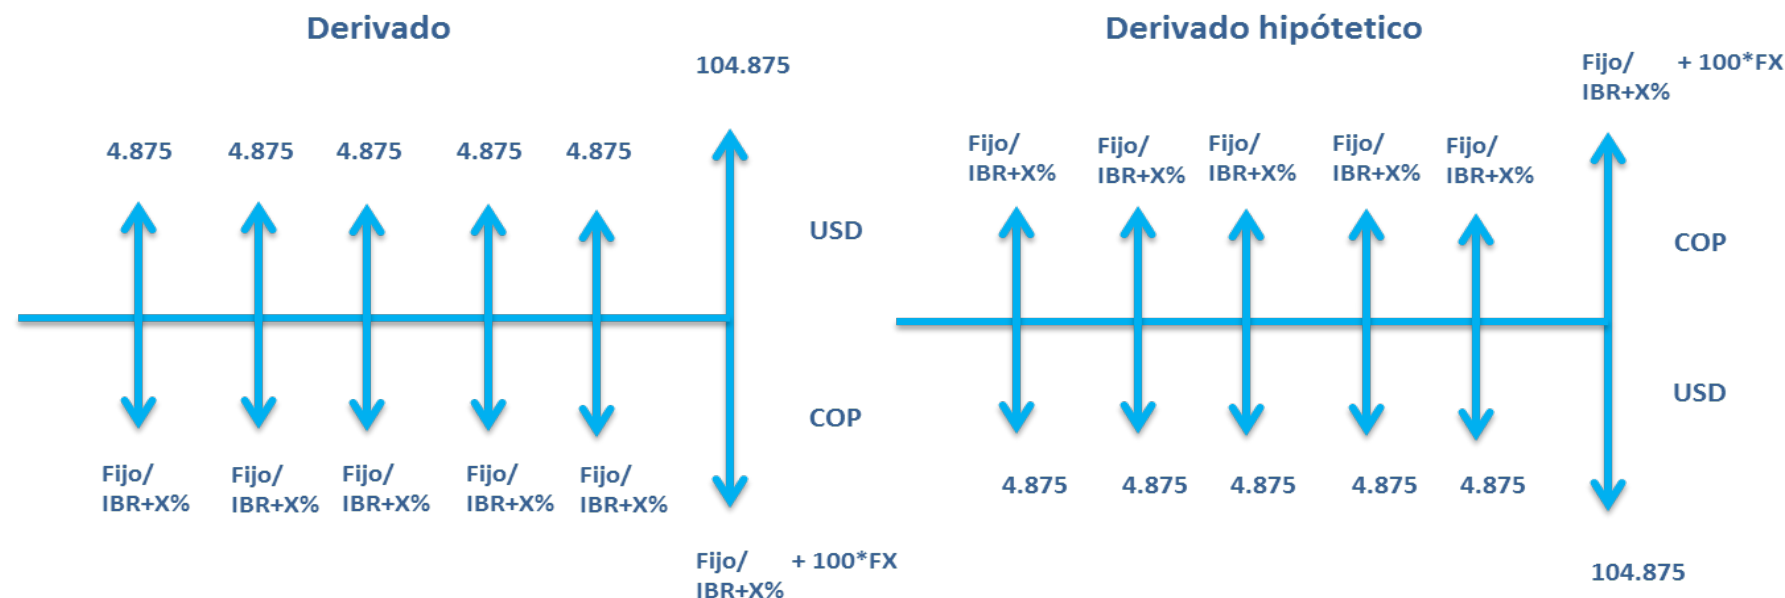 Derivado
104.875
4.875 4.875 4.875 4.875 4.875
USD
COP
Fijo/ Fijo/ Fijo/ Fijo/ Fijo/
IBR+X% IBR+X% IBR+X% IBR+X% IBR+X%
Fijo/ + 100*FX
IBR+X%
Derivado hipótetico
Fijo/ + 100*FX
IBR+X%
Fijo/ Fijo/ Fijo/ Fijo/ Fijo/
IBR+X% IBR+X% IBR+X% IBR+X% IBR+X%
COP
USD
4.875 4.875 4.875 4.875 4.875
104.875